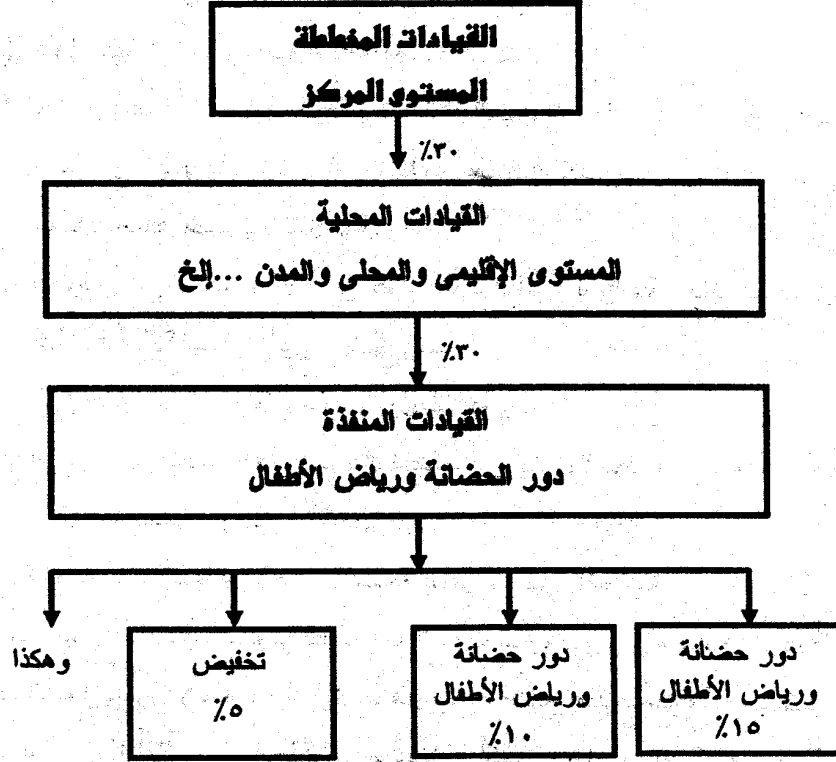 القيادات المخططة
المستوى المركز
٪٣٠
القيادات المحلية
المستوى الإقليمى والمحلى والمدن ...إلخ
٪٣٠
القيادات المنفذة
دور الحضانة ورياض الأطفال
دور حضانة
ورياض الأطفال
٪١٥
دور حضانة
ورياض الأطفال
٪١٠
تخفيض
٪٥
وهكذا